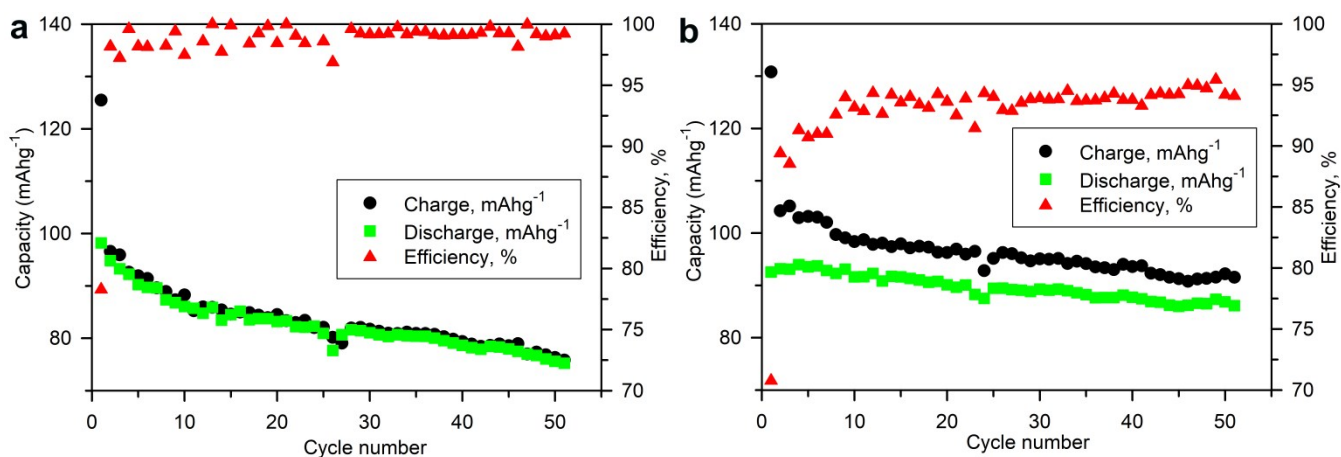 a
140
120
100
80
Capacity (mAhg⁻¹)
0
10
20
30
40
50
Cycle number
100
95
90
85
80
75
70
Efficiency, %
Charge, mAhg⁻¹
Discharge, mAhg⁻¹
Efficiency, %
b
140
120
100
80
Capacity (mAhg⁻¹)
0
10
20
30
40
50
Cycle number
100
95
90
85
80
75
70
Efficiency, %
Charge, mAhg⁻¹
Discharge, mAhg⁻¹
Efficiency, %